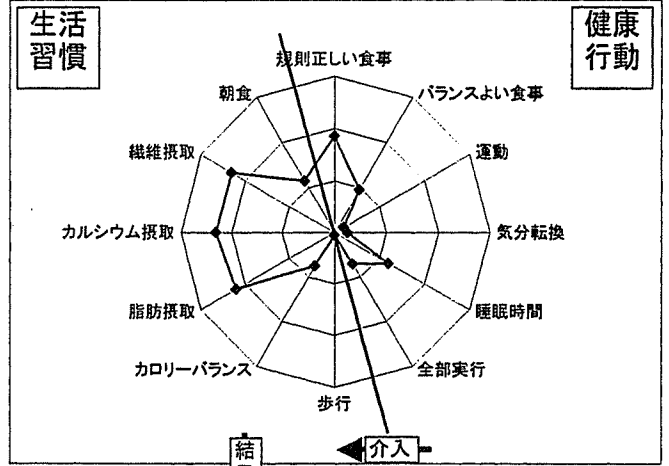 生活
習慣
健康
行動
規則正しい食事
朝食
バランスよい食事
繊維摂取
運動
カルシウム摂取
気分転換
脂肪摂取
睡眠時間
カロリーバランス
全部実行
歩行
結
介入